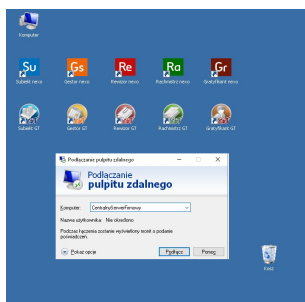 Komputer
Su Gs Re Ra Gr
Subiekt nexo Gestor nexo Rewizor nexo Rachmistrz nexo Gratyfikant nexo
Subiekt GT Gestor GT Rewizor GT Rachmistrz GT Gratyfikant GT
Podłączanie pulpitu zdalnego
Podłączanie
pulpitu zdalnego
Komputer: CentralnySerwerFirmowy
Nazwa użytkownika: Nie określono
Podczas łączenia zostanie wyświetlony monit o podanie
poświadczeń.
Pokaż opcje Podłącz Pomoc
Kosz